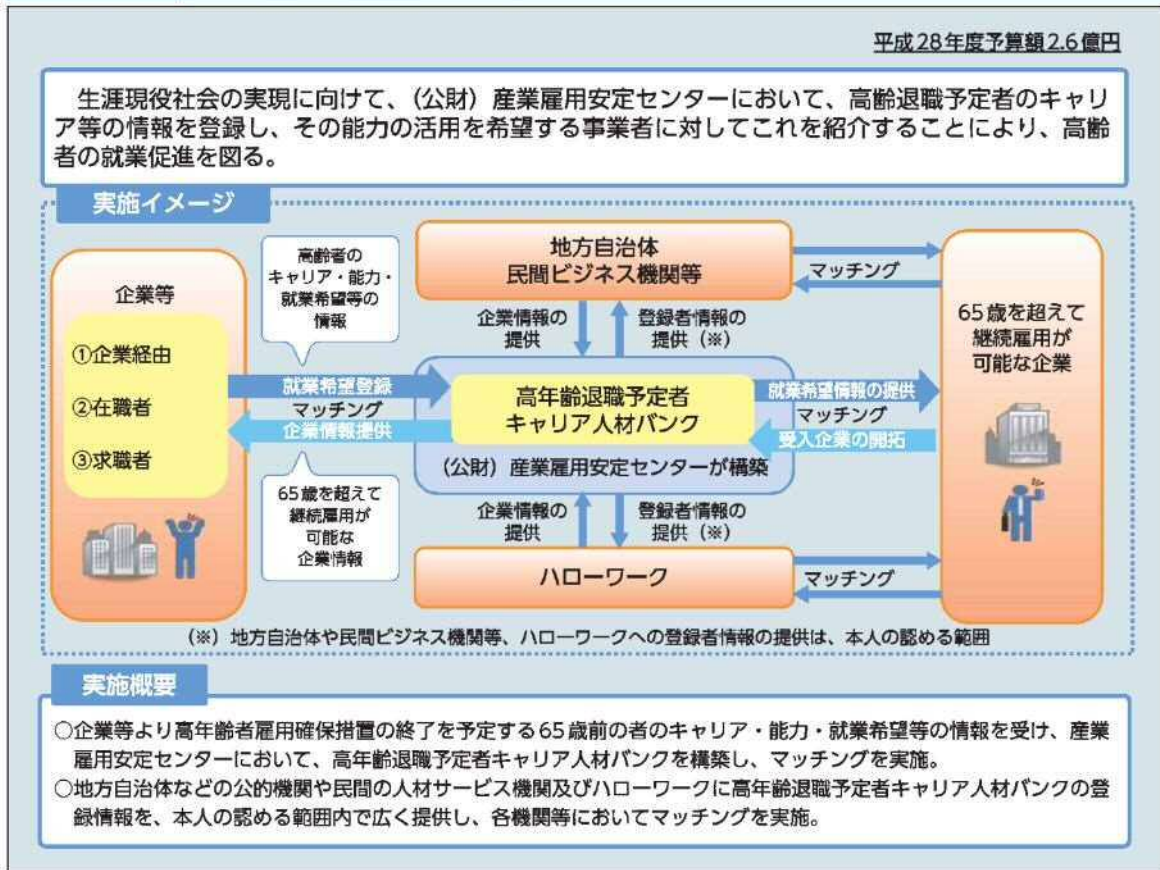 平成28年度予算額2.6億円
生涯現役社会の実現に向けて、（公財）産業雇用安定センターにおいて、高齢退職予定者のキャリ
ア等の情報を登録し、その能力の活用を希望する事業者に対してこれを紹介することにより、高齢
者の就業促進を図る。
実施イメージ
企業等
①企業経由
②在職者
③求職者
高齢者の
キャリア・能力・
就業希望等の
情報
就業希望登録
マッチング
企業情報提供
65歳を超えて
継続雇用が
可能な
企業情報
地方自治体
民間ビジネス機関等
企業情報の
提供
登録者情報の
提供（※）
高年齢退職予定者
キャリア人材バンク
（公財）産業雇用安定センターが構築
企業情報の
提供
登録者情報の
提供（※）
ハローワーク
マッチング
就業希望情報の提供
マッチング
受入企業の開拓
マッチング
65歳を超えて
継続雇用が
可能な企業
（※）地方自治体や民間ビジネス機関等、ハローワークへの登録者情報の提供は、本人の認める範囲
実施概要
○企業等より高年齢者雇用確保措置の終了を予定する65歳前の者のキャリア・能力・就業希望等の情報を受け、産業
雇用安定センターにおいて、高年齢退職予定者キャリア人材バンクを構築し、マッチングを実施。
○地方自治体などの公的機関や民間の人材サービス機関及びハローワークに高年齢退職予定者キャリア人材バンクの登
録情報を、本人の認める範囲内で広く提供し、各機関等においてマッチングを実施。